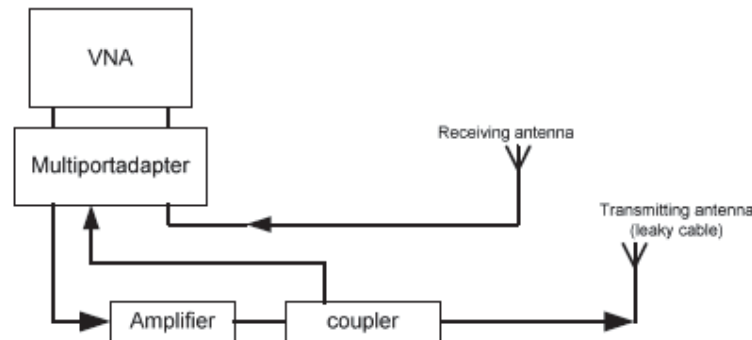 VNA
Multiportadapter
Receiving antenna
Transmitting antenna
(leaky cable)
Amplifier
coupler